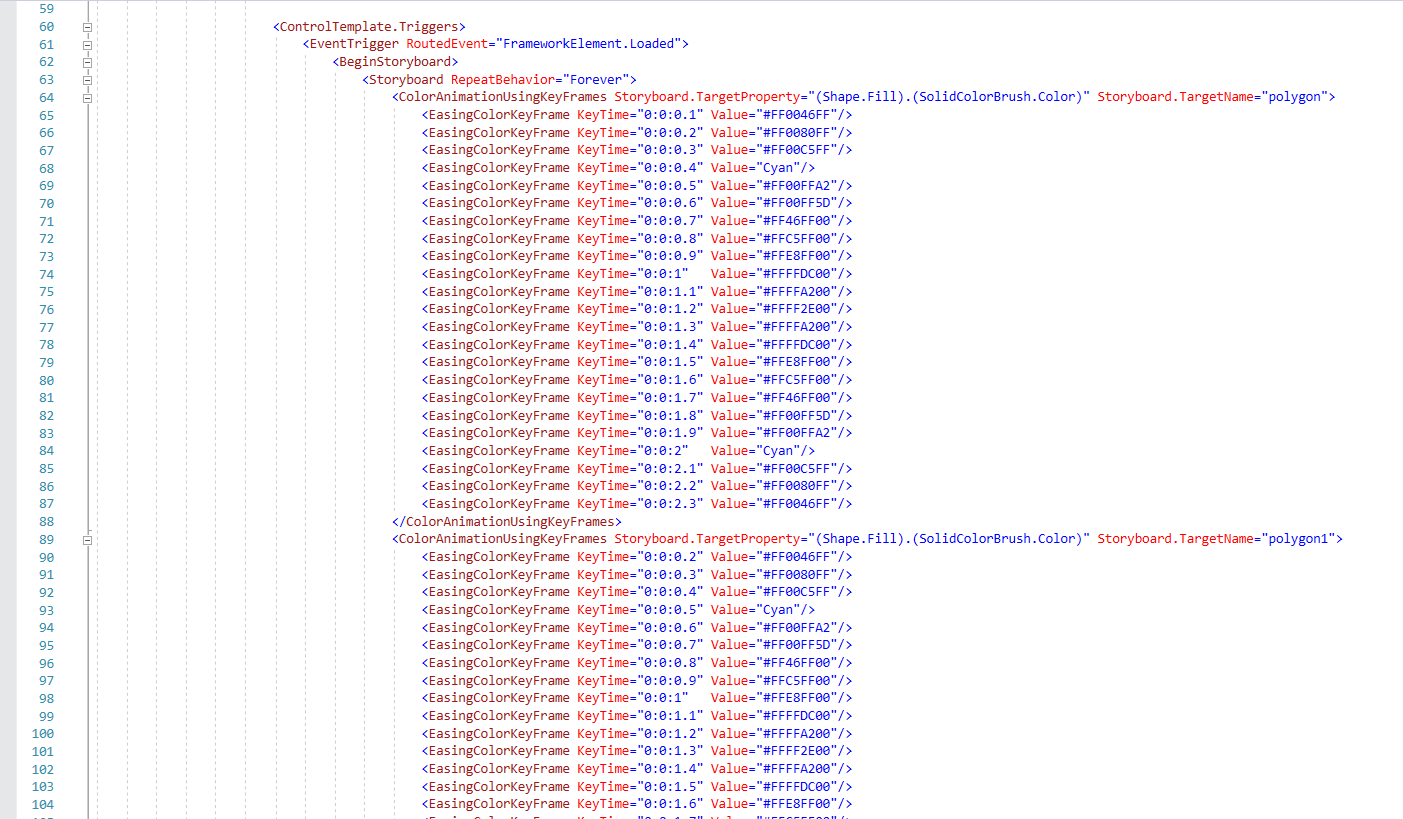 59
60 <ControlTemplate.Triggers>
61 <EventTrigger RoutedEvent="FrameworkElement.Loaded">
62 <BeginStoryboard>
63 <Storyboard RepeatBehavior="Forever">
64 <ColorAnimationUsingKeyFrames Storyboard.TargetProperty="(Shape.Fill).(SolidColorBrush.Color)" Storyboard.TargetName="polygon">
65 <EasingColorKeyFrame KeyTime="0:0:0.1" Value="#FF0046FF"/>
66 <EasingColorKeyFrame KeyTime="0:0:0.2" Value="#FF0080FF"/>
67 <EasingColorKeyFrame KeyTime="0:0:0.3" Value="#FF00C5FF"/>
68 <EasingColorKeyFrame KeyTime="0:0:0.4" Value="Cyan"/>
69 <EasingColorKeyFrame KeyTime="0:0:0.5" Value="#FF00FFA2"/>
70 <EasingColorKeyFrame KeyTime="0:0:0.6" Value="#FF00FF5D"/>
71 <EasingColorKeyFrame KeyTime="0:0:0.7" Value="#FF46FF00"/>
72 <EasingColorKeyFrame KeyTime="0:0:0.8" Value="#FFC5FF00"/>
73 <EasingColorKeyFrame KeyTime="0:0:0.9" Value="#FFE8FF00"/>
74 <EasingColorKeyFrame KeyTime="0:0:1"   Value="#FFFFDC00"/>
75 <EasingColorKeyFrame KeyTime="0:0:1.1" Value="#FFFFA200"/>
76 <EasingColorKeyFrame KeyTime="0:0:1.2" Value="#FFFF2E00"/>
77 <EasingColorKeyFrame KeyTime="0:0:1.3" Value="#FFFFA200"/>
78 <EasingColorKeyFrame KeyTime="0:0:1.4" Value="#FFFFDC00"/>
79 <EasingColorKeyFrame KeyTime="0:0:1.5" Value="#FFE8FF00"/>
80 <EasingColorKeyFrame KeyTime="0:0:1.6" Value="#FFC5FF00"/>
81 <EasingColorKeyFrame KeyTime="0:0:1.7" Value="#FF46FF00"/>
82 <EasingColorKeyFrame KeyTime="0:0:1.8" Value="#FF00FF5D"/>
83 <EasingColorKeyFrame KeyTime="0:0:1.9" Value="#FF00FFA2"/>
84 <EasingColorKeyFrame KeyTime="0:0:2"   Value="Cyan"/>
85 <EasingColorKeyFrame KeyTime="0:0:2.1" Value="#FF00C5FF"/>
86 <EasingColorKeyFrame KeyTime="0:0:2.2" Value="#FF0080FF"/>
87 <EasingColorKeyFrame KeyTime="0:0:2.3" Value="#FF0046FF"/>
88 </ColorAnimationUsingKeyFrames>
89 <ColorAnimationUsingKeyFrames Storyboard.TargetProperty="(Shape.Fill).(SolidColorBrush.Color)" Storyboard.TargetName="polygon1">
90 <EasingColorKeyFrame KeyTime="0:0:0.2" Value="#FF0046FF"/>
91 <EasingColorKeyFrame KeyTime="0:0:0.3" Value="#FF0080FF"/>
92 <EasingColorKeyFrame KeyTime="0:0:0.4" Value="#FF00C5FF"/>
93 <EasingColorKeyFrame KeyTime="0:0:0.5" Value="Cyan"/>
94 <EasingColorKeyFrame KeyTime="0:0:0.6" Value="#FF00FFA2"/>
95 <EasingColorKeyFrame KeyTime="0:0:0.7" Value="#FF00FF5D"/>
96 <EasingColorKeyFrame KeyTime="0:0:0.8" Value="#FF46FF00"/>
97 <EasingColorKeyFrame KeyTime="0:0:0.9" Value="#FFC5FF00"/>
98 <EasingColorKeyFrame KeyTime="0:0:1"   Value="#FFE8FF00"/>
99 <EasingColorKeyFrame KeyTime="0:0:1.1" Value="#FFFFDC00"/>
100 <EasingColorKeyFrame KeyTime="0:0:1.2" Value="#FFFFA200"/>
101 <EasingColorKeyFrame KeyTime="0:0:1.3" Value="#FFFF2E00"/>
102 <EasingColorKeyFrame KeyTime="0:0:1.4" Value="#FFFFA200"/>
103 <EasingColorKeyFrame KeyTime="0:0:1.5" Value="#FFFFDC00"/>
104 <EasingColorKeyFrame KeyTime="0:0:1.6" Value="#FFE8FF00"/>